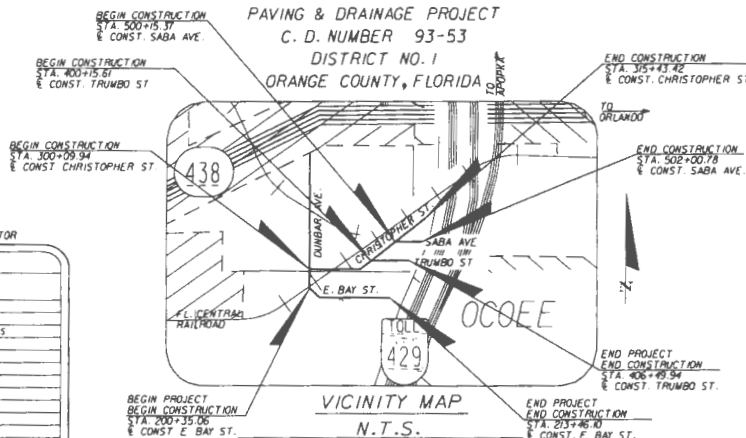 PAVING & DRAINAGE PROJECT
C. D. NUMBER 93-53
DISTRICT NO. 1
ORANGE COUNTY, FLORIDA
BEGIN CONSTRUCTION
STA. 500+15.37
℄ CONST. SABA AVE.
BEGIN CONSTRUCTION
STA. 400+15.61
℄ CONST. TRUMBO ST
BEGIN CONSTRUCTION
STA. 300+09.94
℄ CONST CHRISTOPHER ST.
END CONSTRUCTION
STA. 315+43.42
℄ CONST. CHRISTOPHER ST
TO
APOPKA
TO
ORLANDO
END CONSTRUCTION
STA. 502+00.78
℄ CONST. SABA AVE.
438
DUNBAR AVE.
CHRISTOPHER ST.
SABA AVE
TRUMBO ST
E. BAY ST.
FL. CENTRAL
RAILROAD
OCOEE
TOLL
429
N
TOR
S
END PROJECT
END CONSTRUCTION
STA. 406+49.94
℄ CONST. TRUMBO ST.
BEGIN PROJECT
BEGIN CONSTRUCTION
STA. 200+35.06
℄ CONST E BAY ST.
VICINITY MAP
N.T.S.
END PROJECT
END CONSTRUCTION
STA. 213+46.10
℄ CONST. E BAY ST.